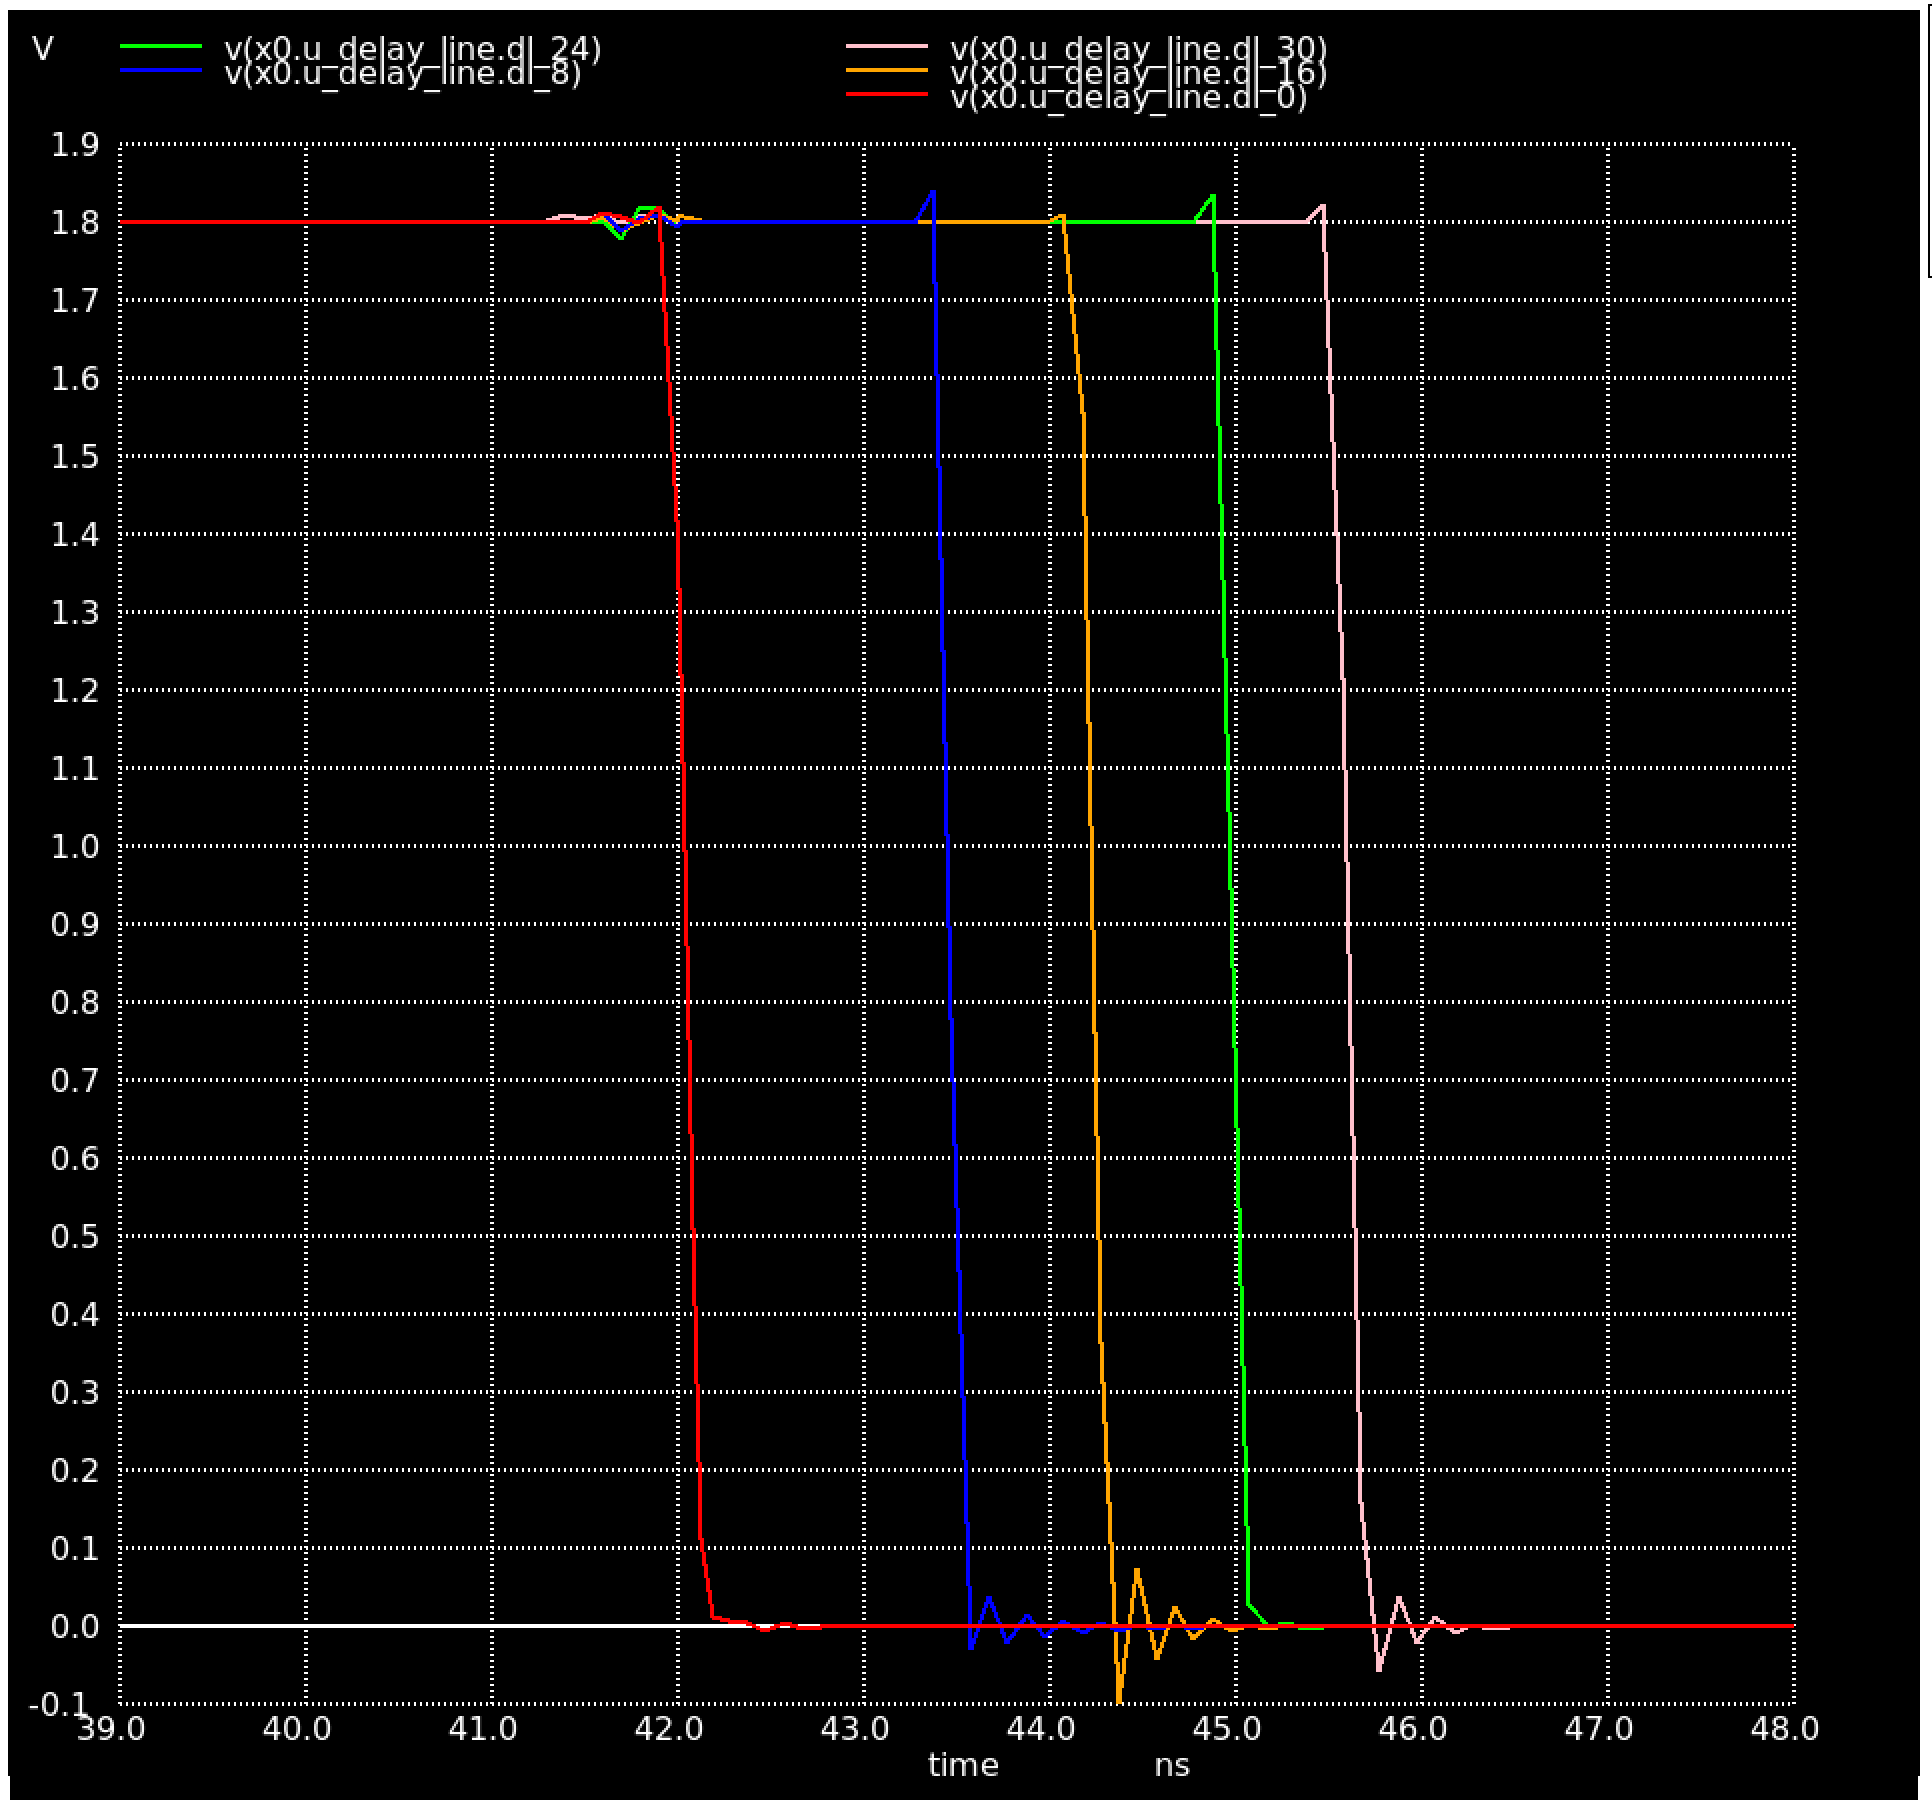 V
v(x0.u_delay_line.dl_24)
v(x0.u_delay_line.dl_8)
v(x0.u_delay_line.dl_30)
v(x0.u_delay_line.dl_16)
v(x0.u_delay_line.dl_0)
1.9
1.8
1.7
1.6
1.5
1.4
1.3
1.2
1.1
1.0
0.9
0.8
0.7
0.6
0.5
0.4
0.3
0.2
0.1
0.0
-0.1
39.0 40.0 41.0 42.0 43.0 44.0 45.0 46.0 47.0 48.0
time ns